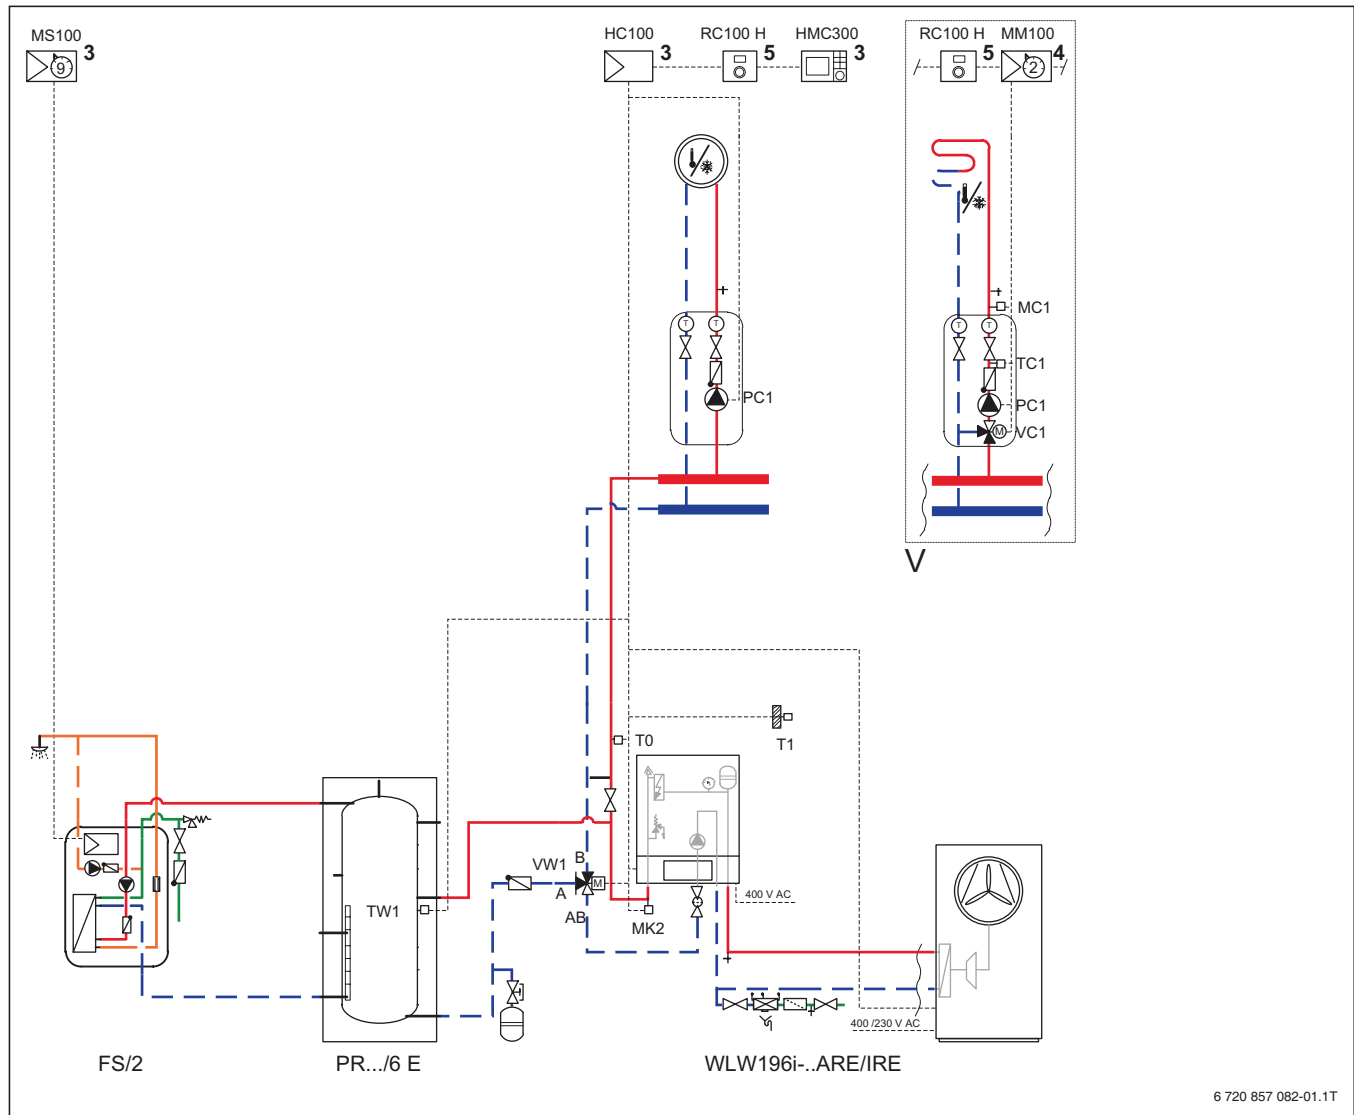 MS100
3
9
HC100
3
RC100 H
5
HMC300
3
RC100 H
5
MM100
4
2
MC1
T
T
T
T
TC1
PC1
PC1
M
VC1
V
T0
T1
VW1
B
M
A
AB
TW1
MK2
400 V AC
400 /230 V AC
FS/2
PR.../6 E
WLW196i-..ARE/IRE
6 720 857 082-01.1T